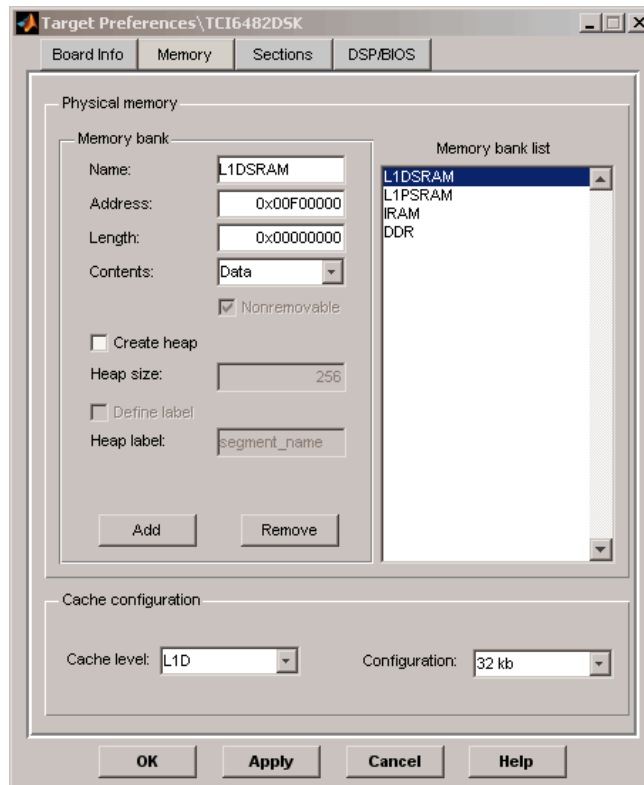 Target Preferences\TCI6482DSK
Board Info Memory Sections DSP/BIOS
Physical memory
Memory bank
Memory bank list
Name: L1DSRAM
Address: 0x00F00000
Length: 0x00000000
Contents: Data
Nonremovable
Create heap
Heap size: 256
Define label
Heap label: segment_name
Add Remove
L1DSRAM
L1PSRAM
IRAM
DDR
Cache configuration
Cache level: L1D Configuration: 32 kb
OK Apply Cancel Help